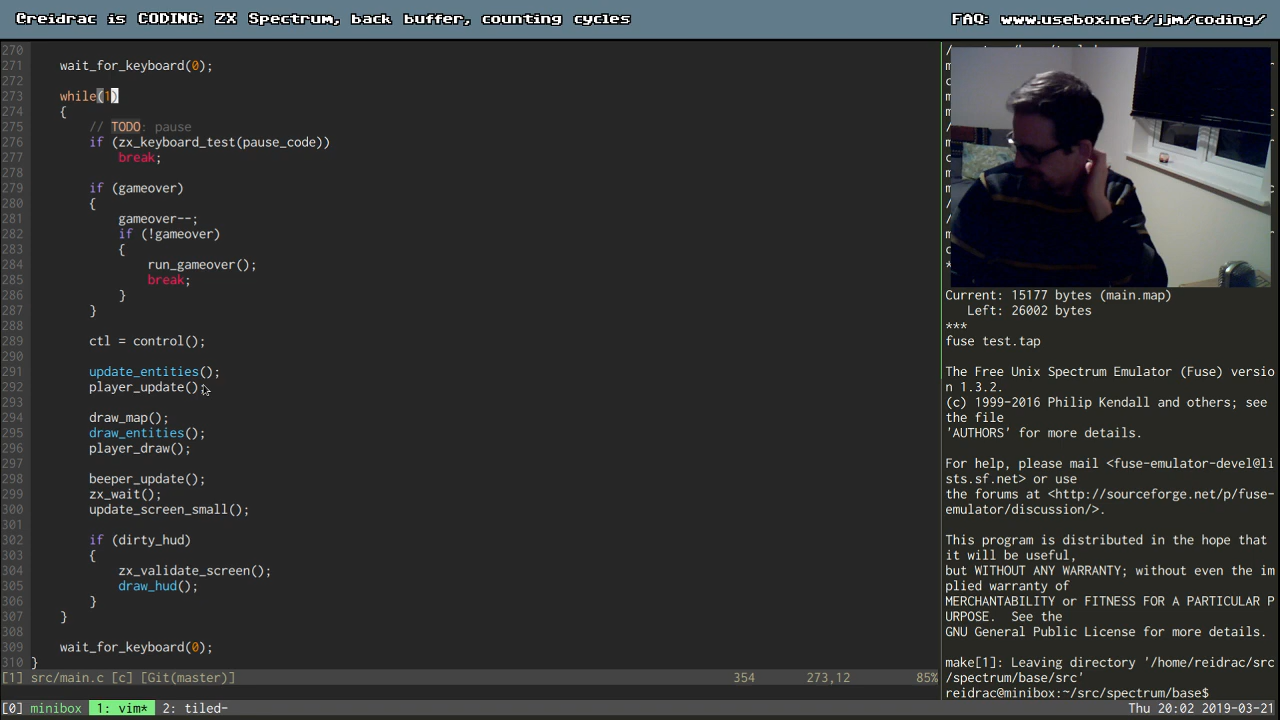 @reidrac is CODING: ZX Spectrum, back buffer, counting cycles
FAQ: www.usebox.net/jjm/coding/
270
271 wait_for_keyboard(0);
272
273 while(1)
274 {
275 // TODO: pause
276 if (zx_keyboard_test(pause_code))
277 break;
278
279 if (gameover)
280 {
281 gameover--;
282 if (!gameover)
283 {
284 run_gameover();
285 break;
286 }
287 }
288
289 ctl = control();
290
291 update_entities();
292 player_update();
293
294 draw_map();
295 draw_entities();
296 player_draw();
297
298 beeper_update();
299 zx_wait();
300 update_screen_small();
301
302 if (dirty_hud)
303 {
304 zx_validate_screen();
305 draw_hud();
306 }
307 }
308
309 wait_for_keyboard(0);
310 }
[1] src/main.c [c] [Git(master)] 354 273,12 85%
Current: 15177 bytes (main.map)
Left: 26002 bytes
***
fuse test.tap
The Free Unix Spectrum Emulator (Fuse) versio
n 1.3.2.
(c) 1999-2016 Philip Kendall and others; see
the file
'AUTHORS' for more details.
For help, please mail <fuse-emulator-devel@li
sts.sf.net> or use
the forums at <http://sourceforge.net/p/fuse-
emulator/discussion/>.
This program is distributed in the hope that
it will be useful,
but WITHOUT ANY WARRANTY; without even the im
plied warranty of
MERCHANTABILITY or FITNESS FOR A PARTICULAR P
URPOSE. See the
GNU General Public License for more details.
make[1]: Leaving directory '/home/reidrac/src
/spectrum/base/src'
reidrac@minibox:~/src/spectrum/base$
[0] minibox 1: vim* 2: tiled-
Thu 20:02 2019-03-21